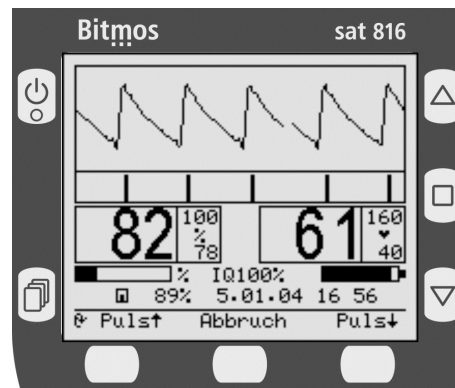 Bitmos sat 816
82 100 % 78 61 160 ♥ 40
% IQ100%
89% 5.01.04 16 56
Puls↑ Abbruch Puls↓